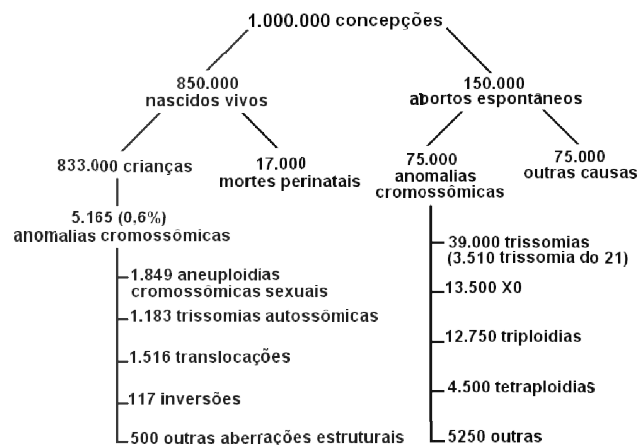 1.000.000 concepções
850.000
nascidos vivos
150.000
abortos espontâneos
833.000 crianças
17.000
mortes perinatais
75.000
anomalias
cromossômicas
75.000
outras causas
5.165 (0,6%)
anomalias cromossômicas
1.849 aneuploidias
cromossômicas sexuais
1.183 trissomias autossômicas
1.516 translocações
117 inversões
500 outras aberrações estruturais
39.000 trissomias
(3.510 trissomia do 21)
13.500 X0
12.750 triploidias
4.500 tetraploidias
5250 outras